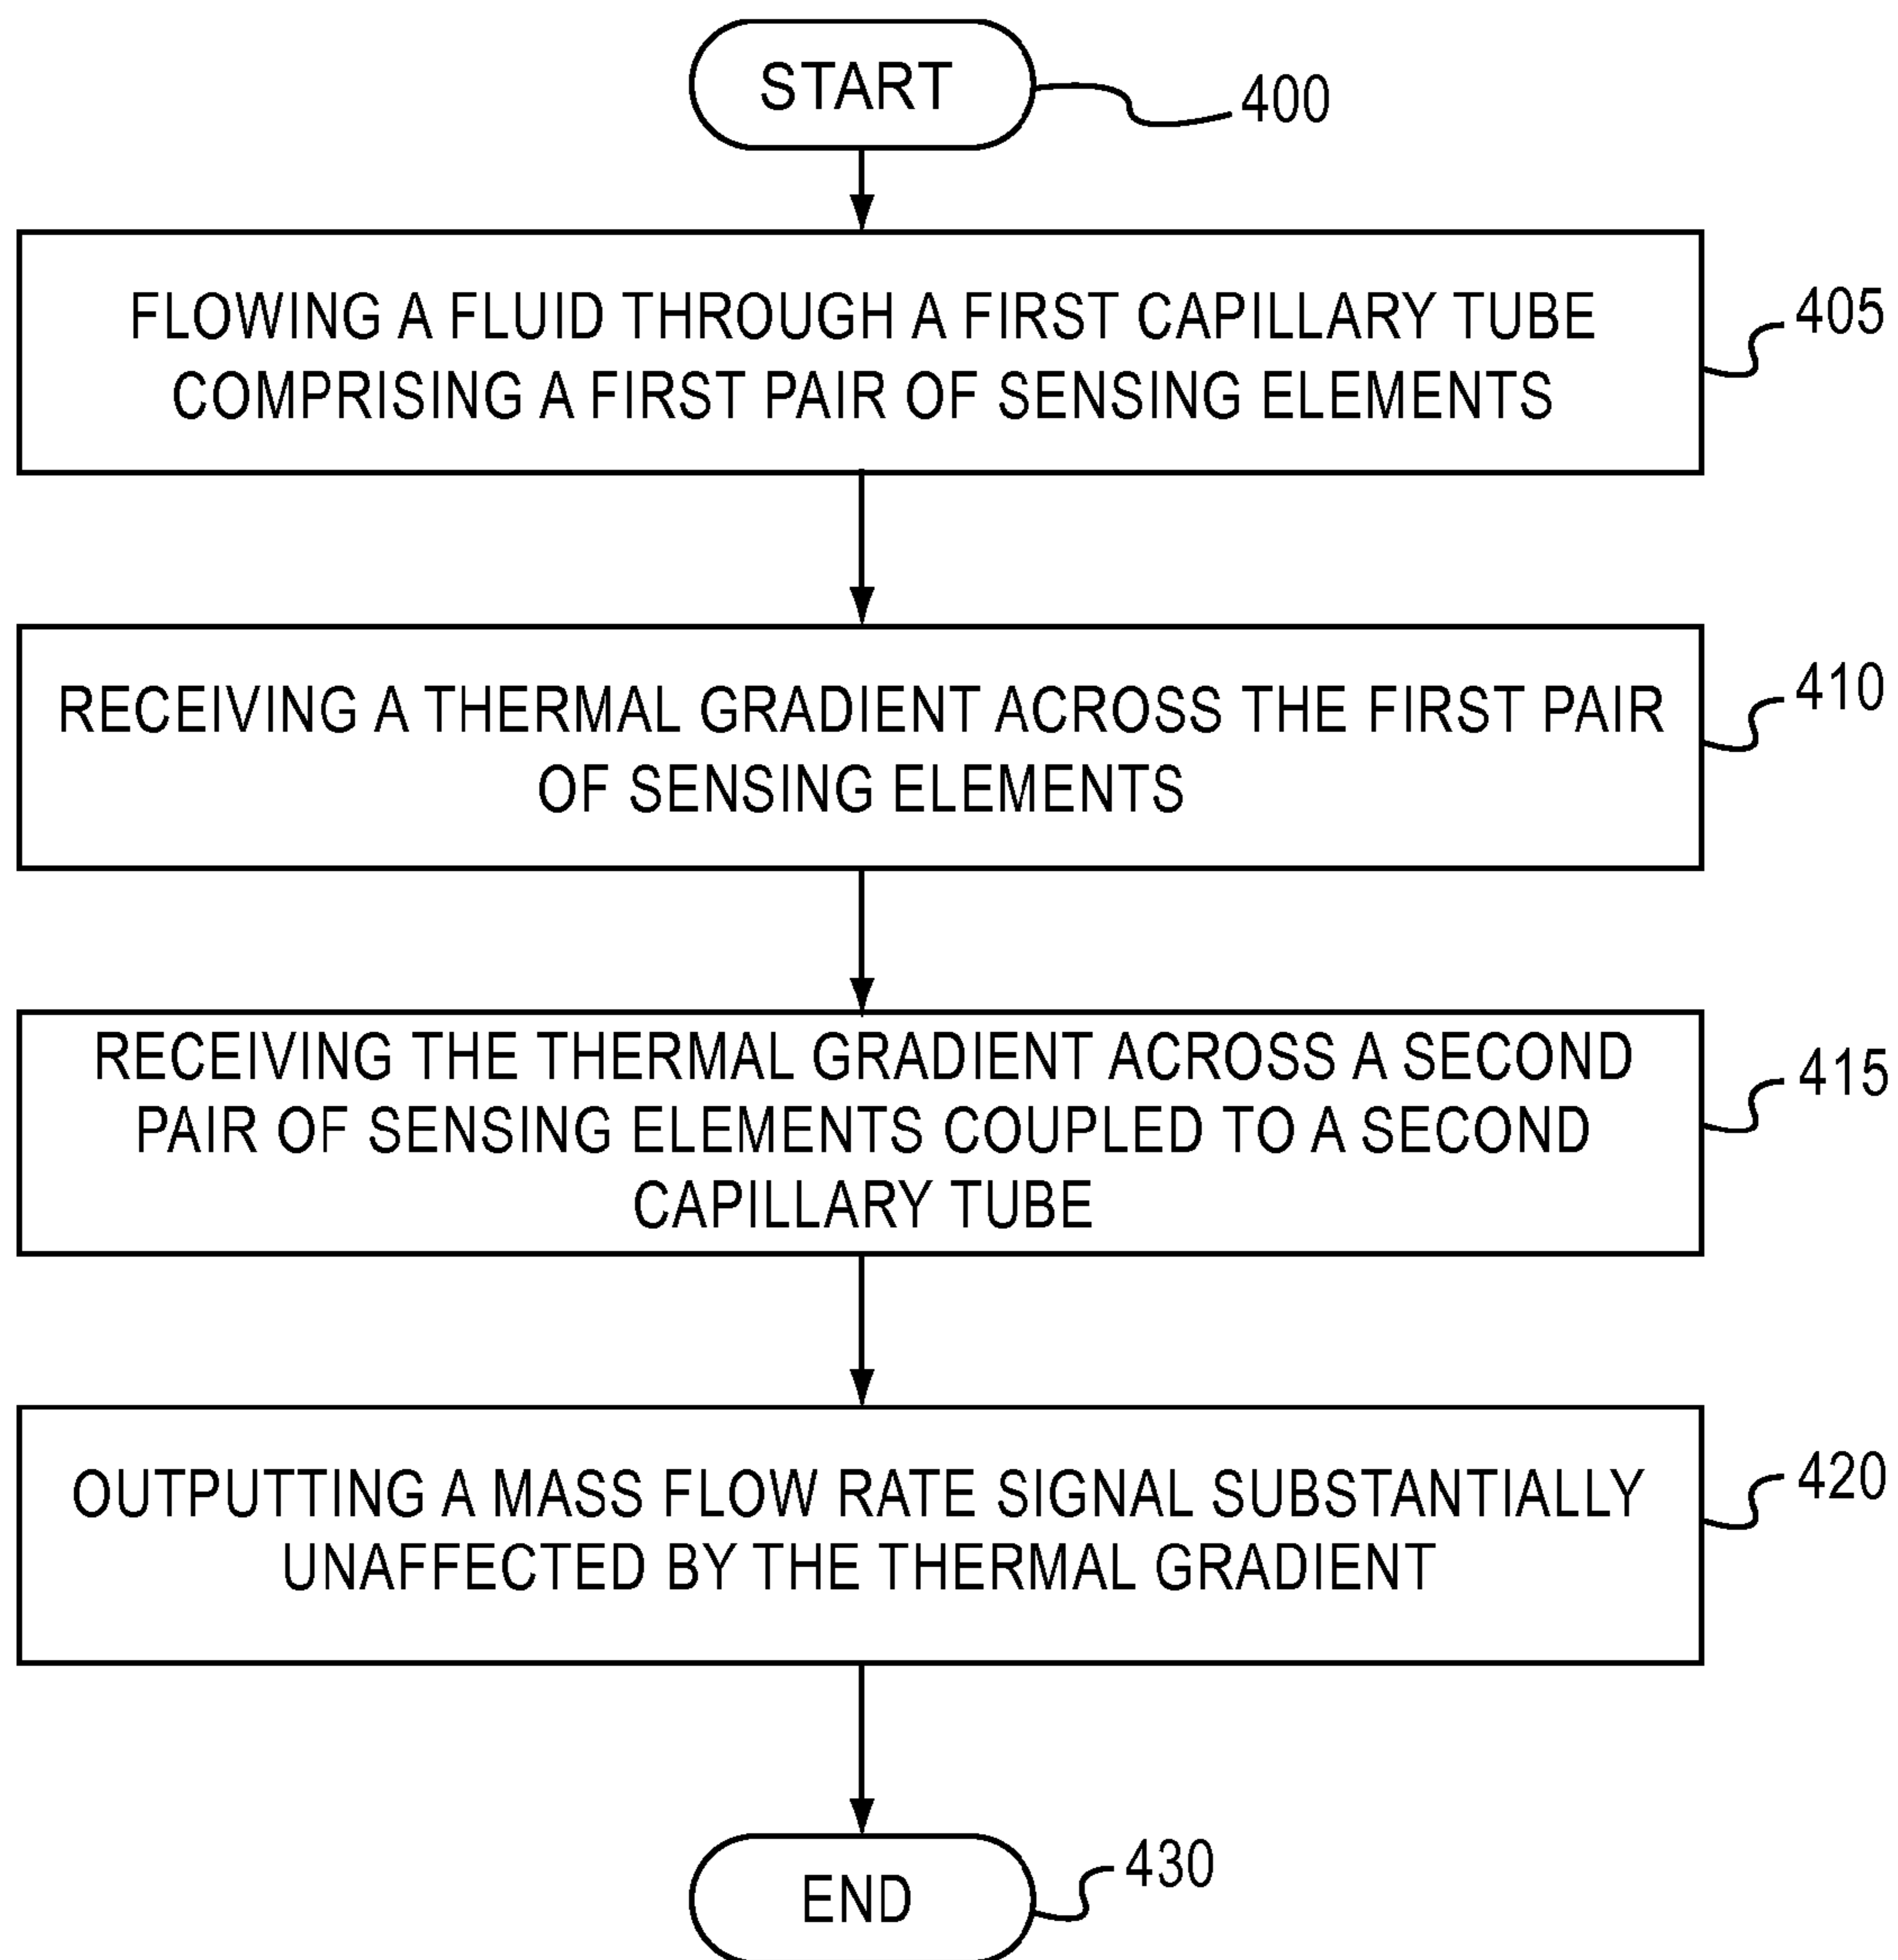 START
400
FLOWING A FLUID THROUGH A FIRST CAPILLARY TUBE
COMPRISING A FIRST PAIR OF SENSING ELEMENTS
405
RECEIVING A THERMAL GRADIENT ACROSS THE FIRST PAIR
OF SENSING ELEMENTS
410
RECEIVING THE THERMAL GRADIENT ACROSS A SECOND
PAIR OF SENSING ELEMENTS COUPLED TO A SECOND
CAPILLARY TUBE
415
OUTPUTTING A MASS FLOW RATE SIGNAL SUBSTANTIALLY
UNAFFECTED BY THE THERMAL GRADIENT
420
END
430